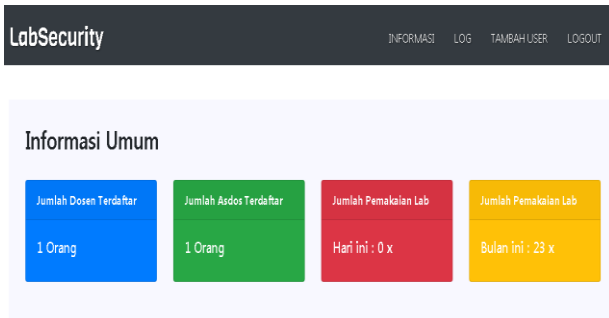 LabSecurity
INFORMASI LOG TAMBAH USER LOGOUT
Informasi Umum
Jumlah Dosen Terdaftar
1 Orang
Jumlah Asdos Terdaftar
1 Orang
Jumlah Pemakaian Lab
Hari ini : 0 x
Jumlah Pemakaian Lab
Bulan ini : 23 x